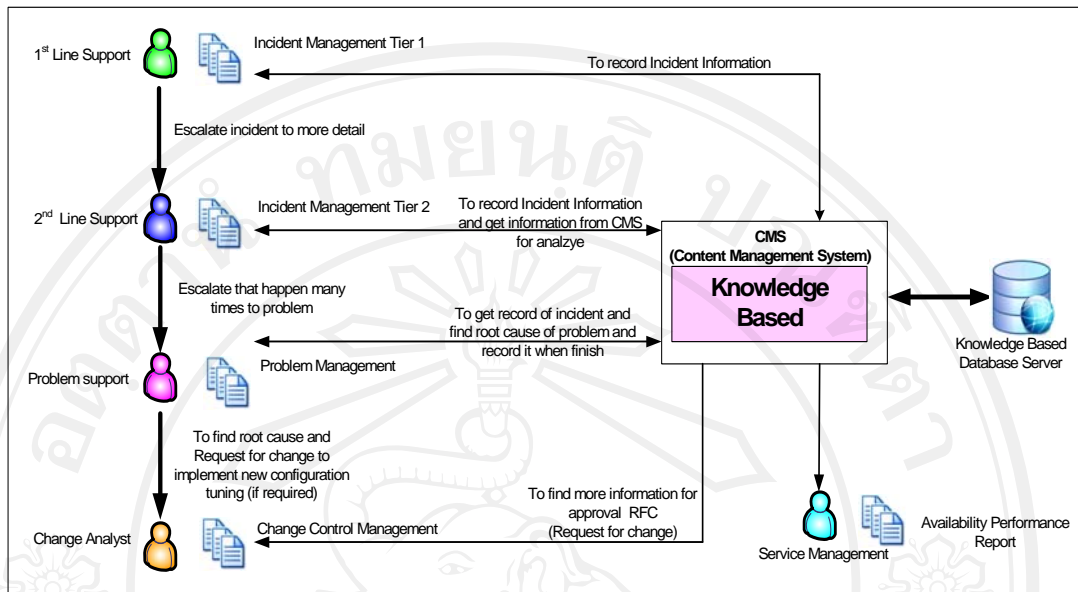 1st Line Support
Incident Management Tier 1
To record Incident Information
Escalate incident to more detail
2nd Line Support
Incident Management Tier 2
To record Incident Information
and get information from CMS
for analzye
CMS
(Content Management System)
Knowledge
Based
Knowledge Based
Database Server
Escalate that happen many
times to problem
To get record of incident and
find root cause of problem and
record it when finish
Problem support
Problem Management
To find root cause and
Request for change to
implement new configuration
tuning (if required)
To find more information for
approval RFC
(Request for change)
Change Analyst
Change Control Management
Service Management
Availability Performance
Report